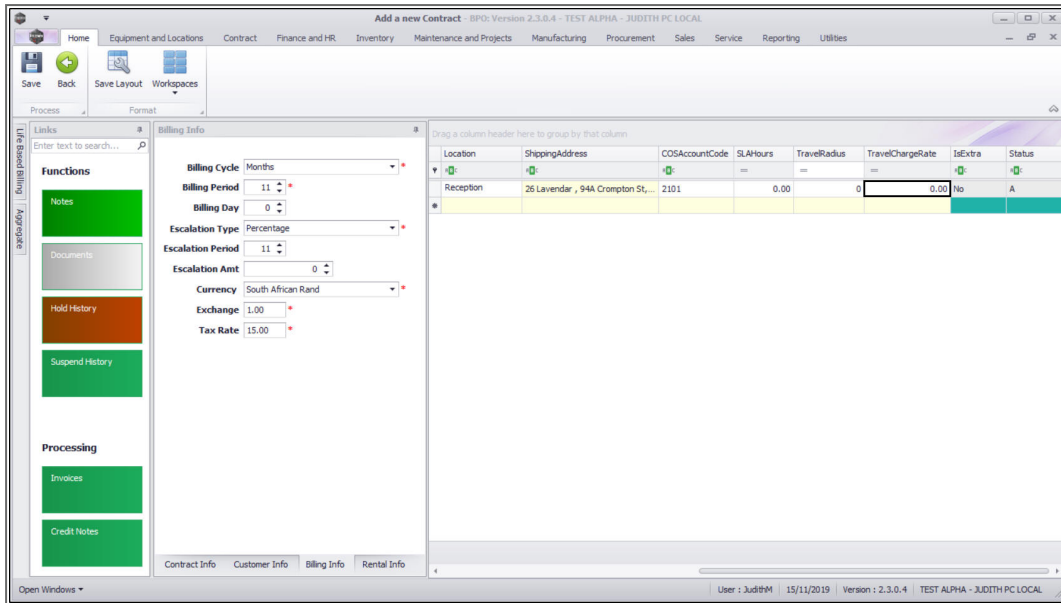 Add a new Contract - BPO: Version 2.3.0.4 - TEST ALPHA - JUDITH PC LOCAL
Home Equipment and Locations Contract Finance and HR Inventory Maintenance and Projects Manufacturing Procurement Sales Service Reporting Utilities
Save Back Save Layout Workspaces
Process Format
Life Based Billing
Aggregate
Links
Enter text to search...
Functions
Notes
Documents
Hold History
Suspend History
Processing
Invoices
Credit Notes
Billing Info
Billing Cycle Months *
Billing Period 11 *
Billing Day 0
Escalation Type Percentage *
Escalation Period 11
Escalation Amt 0
Currency South African Rand *
Exchange 1.00 *
Tax Rate 15.00 *
Contract Info Customer Info Billing Info Rental Info
Drag a column header here to group by that column
Location ShippingAddress COSAccountCode SLAHours TravelRadius TravelChargeRate IsExtra Status
Reception 26 Lavendar , 94A Crompton St,... 2101 0.00 0 0.00 No A
Open Windows User : JudithM 15/11/2019 Version : 2.3.0.4 TEST ALPHA - JUDITH PC LOCAL